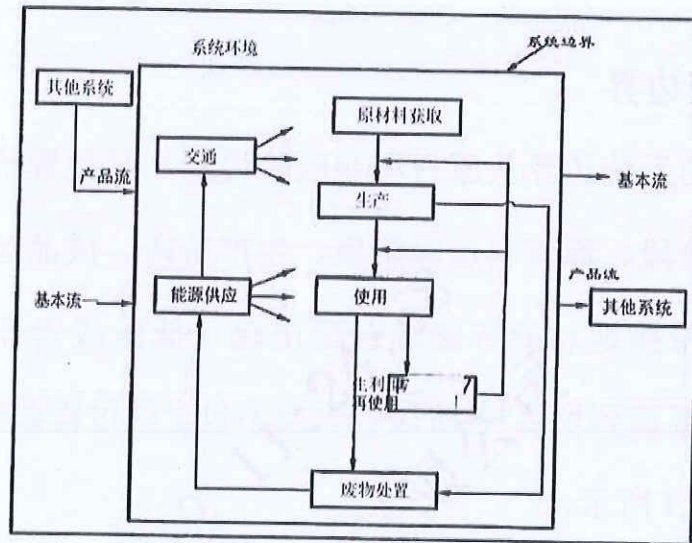 系统环境
系统边界
其他系统
原材料获取
交通
产品流
生产
基本流
基本流
能源供应
使用
产品流
其他系统
生利
再使用
废物处置